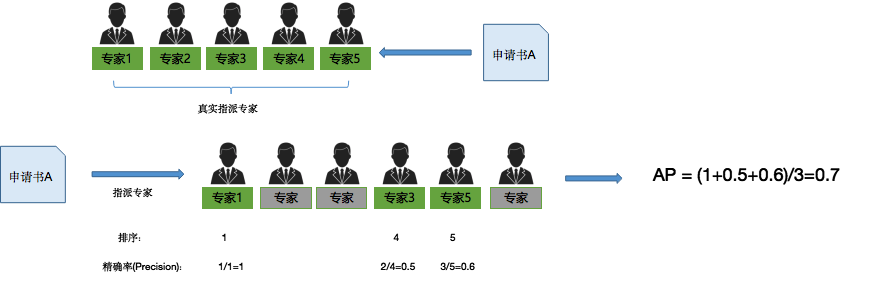 专家1 专家2 专家3 专家4 专家5
申请书A
真实指派专家
申请书A
指派专家
专家1 专家 专家 专家3 专家5 专家
AP = (1+0.5+0.6)/3=0.7
排序: 1 4 5
精确率(Precision): 1/1=1 2/4=0.5 3/5=0.6